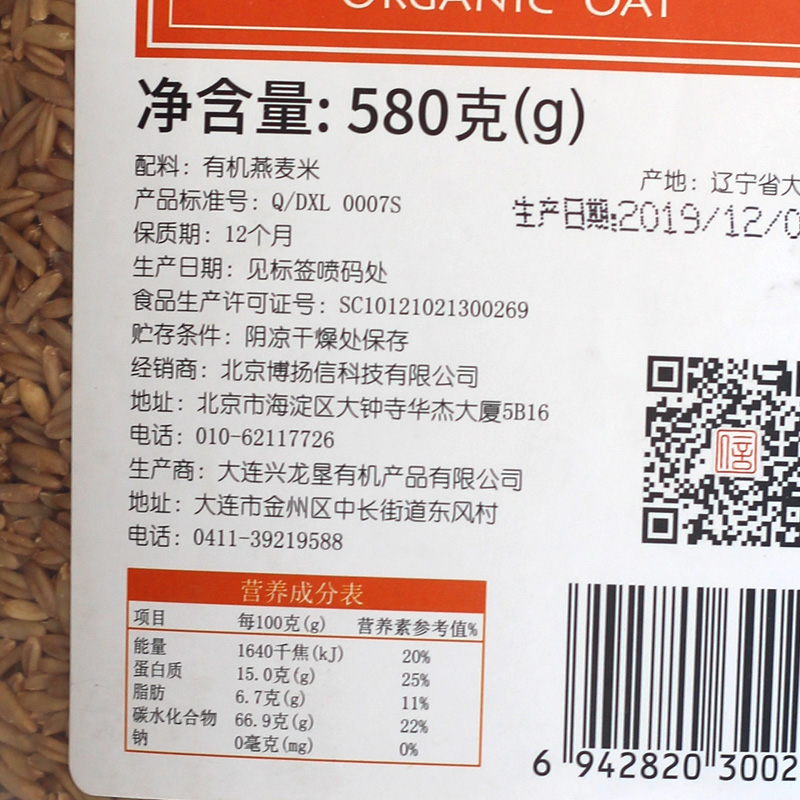 ORGANIC OAT
净含量: 580克(g)
配料：有机燕麦米
产品标准号：Q/DXL 0007S
保质期：12个月
生产日期：见标签喷码处
食品生产许可证号：SC10121021300269
贮存条件：阴凉干燥处保存
经销商：北京博扬信科技有限公司
地址：北京市海淀区大钟寺华杰大厦5B16
电话：010-62117726
生产商：大连兴龙垦有机产品有限公司
地址：大连市金州区中长街道东风村
电话：0411-39219588
产地：辽宁省大
生产日期:2019/12/0
信
营养成分表
项目 每100克(g) 营养素参考值%
能量 1640千焦(kJ) 20%
蛋白质 15.0克(g) 25%
脂肪 6.7克(g) 11%
碳水化合物 66.9克(g) 22%
钠 0毫克(mg) 0%
6 942820 3002